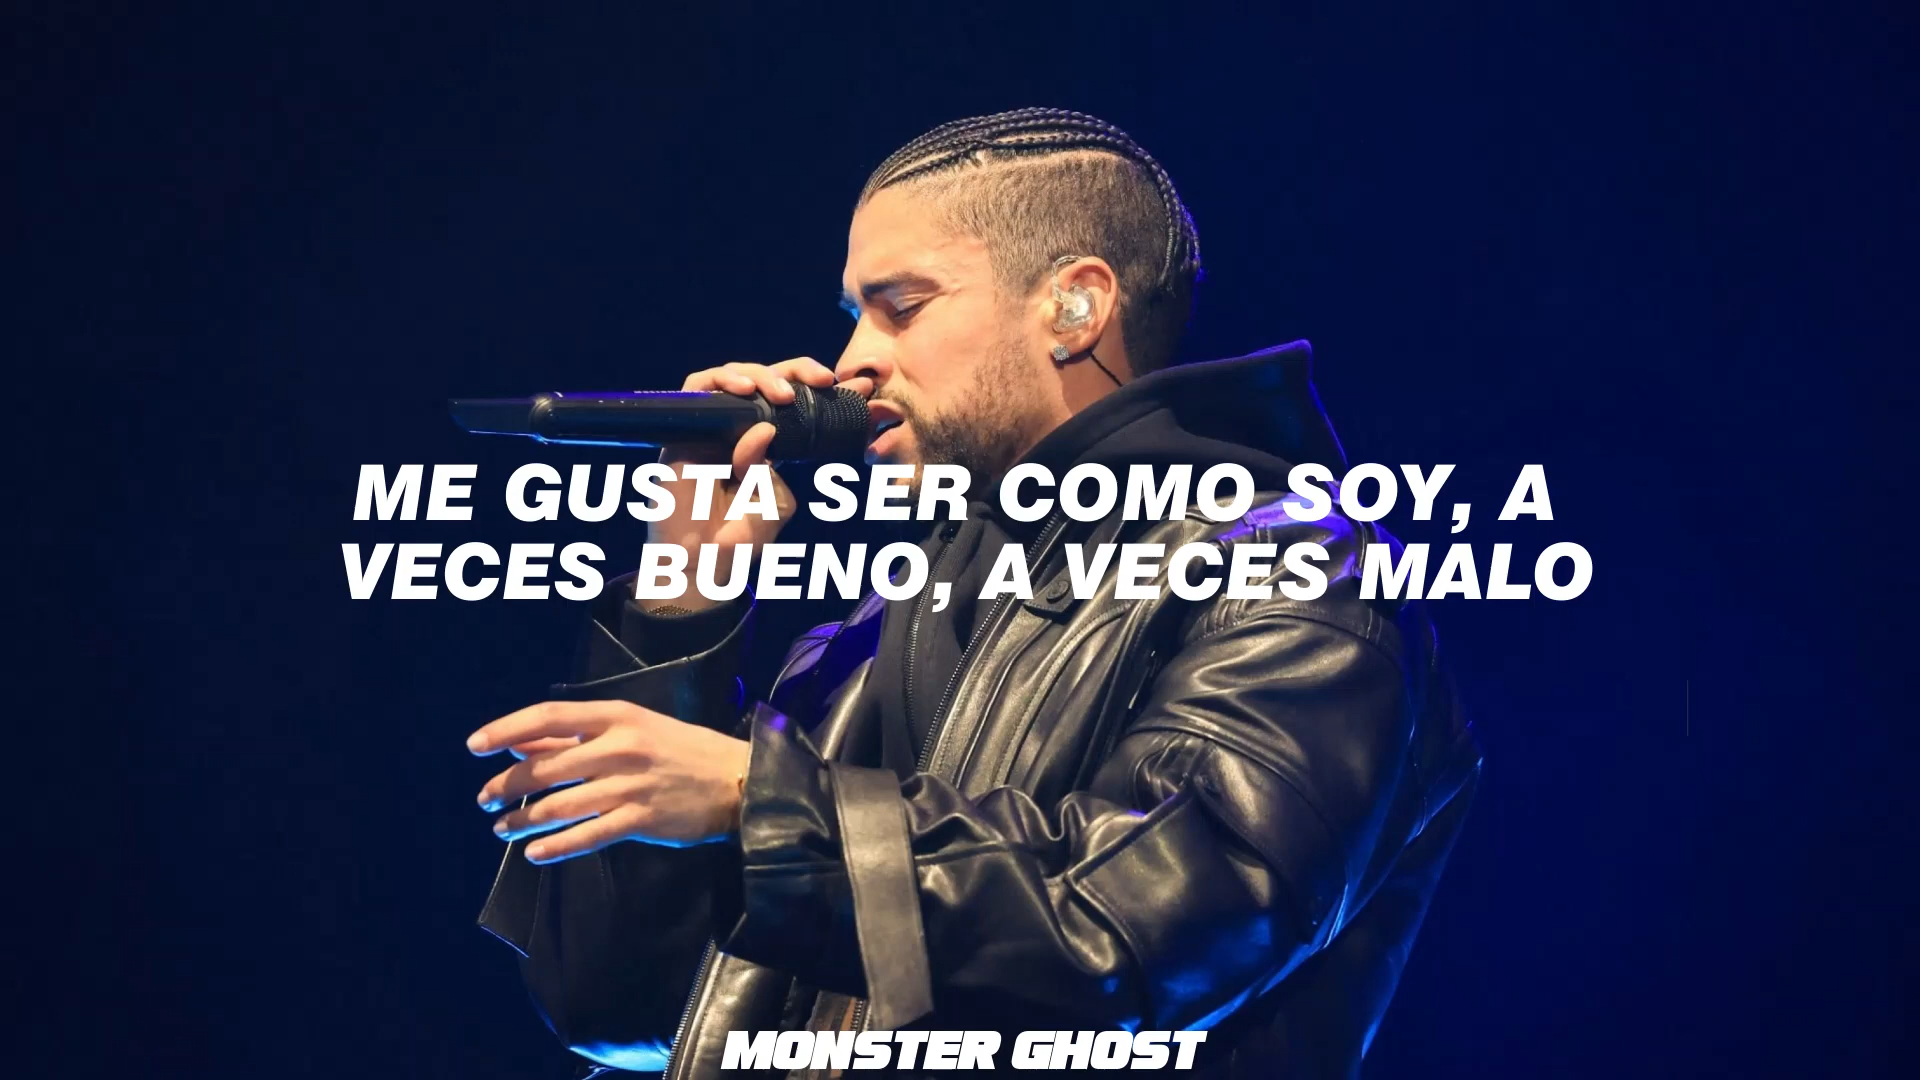 ME GUSTA SER COMO SOY, A
VECES BUENO, A VECES MALO
MONSTER GHOST